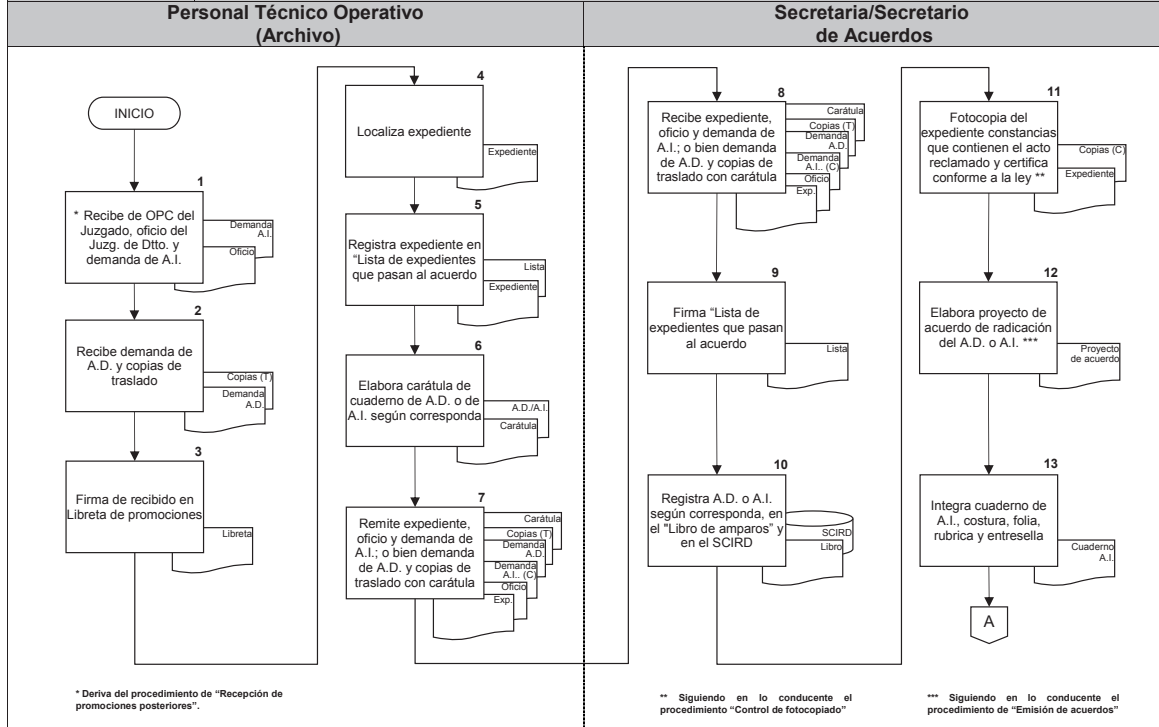 Personal Técnico Operativo
(Archivo)
Secretaria/Secretario
de Acuerdos
INICIO
1
* Recibe de OPC del
Juzgado, oficio del
Juzg. de Dtto. y
demanda de A.I.
Demanda
A.I.
Oficio
2
Recibe demanda de
A.D. y copias de
traslado
Copias (T)
Demanda
A.D.
3
Firma de recibido en
Libreta de promociones
Libreta
4
Localiza expediente
Expediente
5
Registra expediente en
“Lista de expedientes
que pasan al acuerdo
Lista
Expediente
6
Elabora carátula de
cuaderno de A.D. o de
A.I. según corresponda
A.D./A.I.
Carátula
7
Remite expediente,
oficio y demanda de
A.I.; o bien demanda
de A.D. y copias de
traslado con carátula
Carátula
Copias (T)
Demanda
A.D.
Demanda
A.I.. (C)
Oficio
Exp.
8
Recibe expediente,
oficio y demanda de
A.I.; o bien demanda
de A.D. y copias de
traslado con carátula
Carátula
Copias (T)
Demanda
A.D.
Demanda
A.I.. (C)
Oficio
Exp.
9
Firma “Lista de
expedientes que pasan
al acuerdo
Lista
10
Registra A.D. o A.I.
según corresponda, en
el "Libro de amparos” y
en el SCIRD
SCIRD
Libro
11
Fotocopia del
expediente constancias
que contienen el acto
reclamado y certifica
conforme a la ley **
Copias (C)
Expediente
12
Elabora proyecto de
acuerdo de radicación
del A.D. o A.I. ***
Proyecto
de acuerdo
13
Integra cuaderno de
A.I., costura, folia,
rubrica y entresella
Cuaderno
A.I.
A
* Deriva del procedimiento de “Recepción de
promociones posteriores”.
** Siguiendo en lo conducente el
procedimiento “Control de fotocopiado”
*** Siguiendo en lo conducente el
procedimiento de “Emisión de acuerdos”